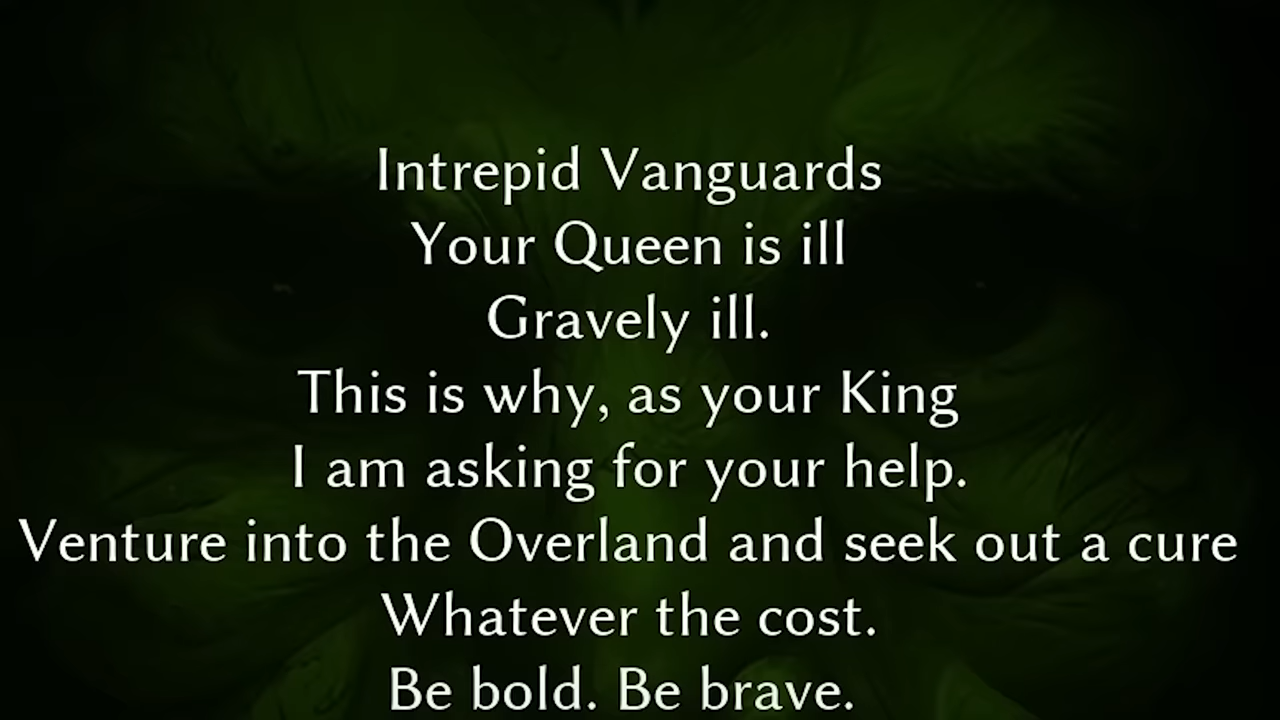 Intrepid Vanguards
Your Queen is ill
Gravely ill.
This is why, as your King
I am asking for your help.
Venture into the Overland and seek out a cure
Whatever the cost.
Be bold. Be brave.